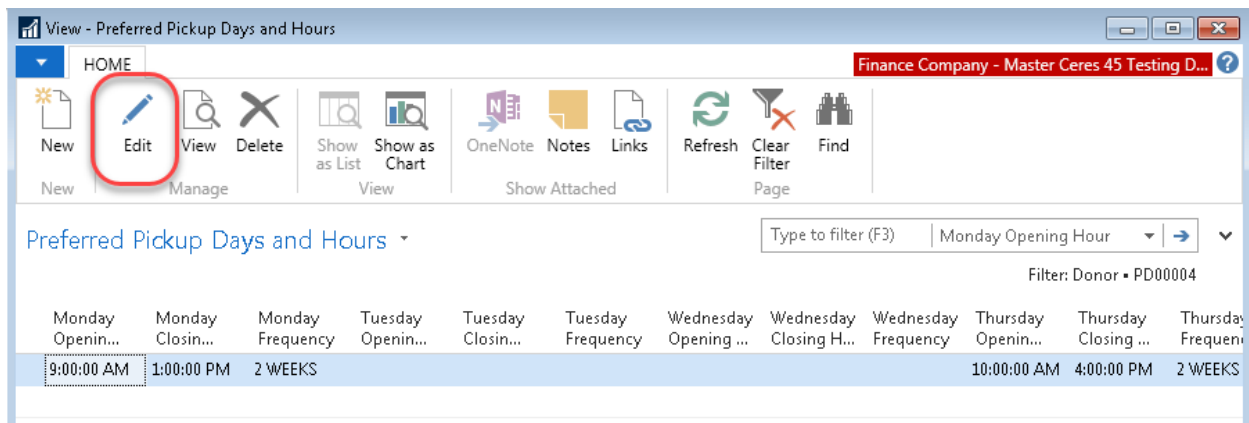 View - Preferred Pickup Days and Hours
HOME
Finance Company - Master Ceres 45 Testing D...
New Edit View Delete Show as List Show as Chart OneNote Notes Links Refresh Clear Filter Find
New Manage View Show Attached Page
Preferred Pickup Days and Hours
Type to filter (F3) Monday Opening Hour
Filter: Donor • PD00004
Monday Openin... Monday Closin... Monday Frequency Tuesday Openin... Tuesday Closin... Tuesday Frequency Wednesday Opening ... Wednesday Closing H... Wednesday Frequency Thursday Openin... Thursday Closing ... Thursday Frequen
9:00:00 AM 1:00:00 PM 2 WEEKS 10:00:00 AM 4:00:00 PM 2 WEEKS